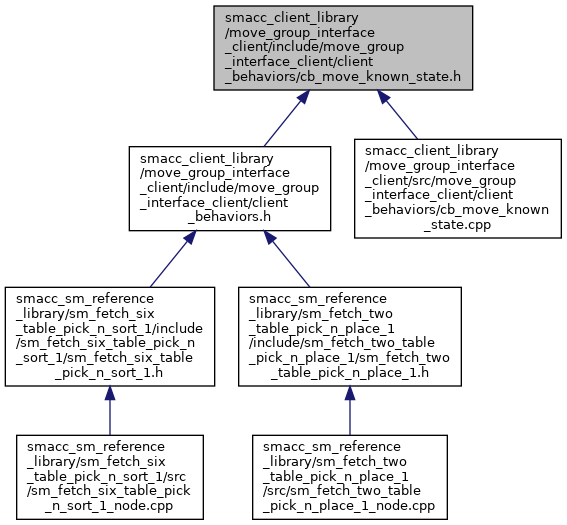 smacc_client_library
/move_group_interface
_client/include/move_group
_interface_client/client
_behaviors/cb_move_known_state.h
smacc_client_library
/move_group_interface
_client/include/move_group
_interface_client/client
_behaviors.h
smacc_client_library
/move_group_interface
_client/src/move_group
_interface_client/client
_behaviors/cb_move_known
_state.cpp
smacc_sm_reference
_library/sm_fetch_six
_table_pick_n_sort_1/include
/sm_fetch_six_table_pick_n
_sort_1/sm_fetch_six_table
_pick_n_sort_1.h
smacc_sm_reference
_library/sm_fetch_two
_table_pick_n_place_1
/include/sm_fetch_two_table
_pick_n_place_1/sm_fetch_two
_table_pick_n_place_1.h
smacc_sm_reference
_library/sm_fetch_six
_table_pick_n_sort_1/src
/sm_fetch_six_table_pick
_n_sort_1_node.cpp
smacc_sm_reference
_library/sm_fetch_two
_table_pick_n_place_1
/src/sm_fetch_two_table
_pick_n_place_1_node.cpp